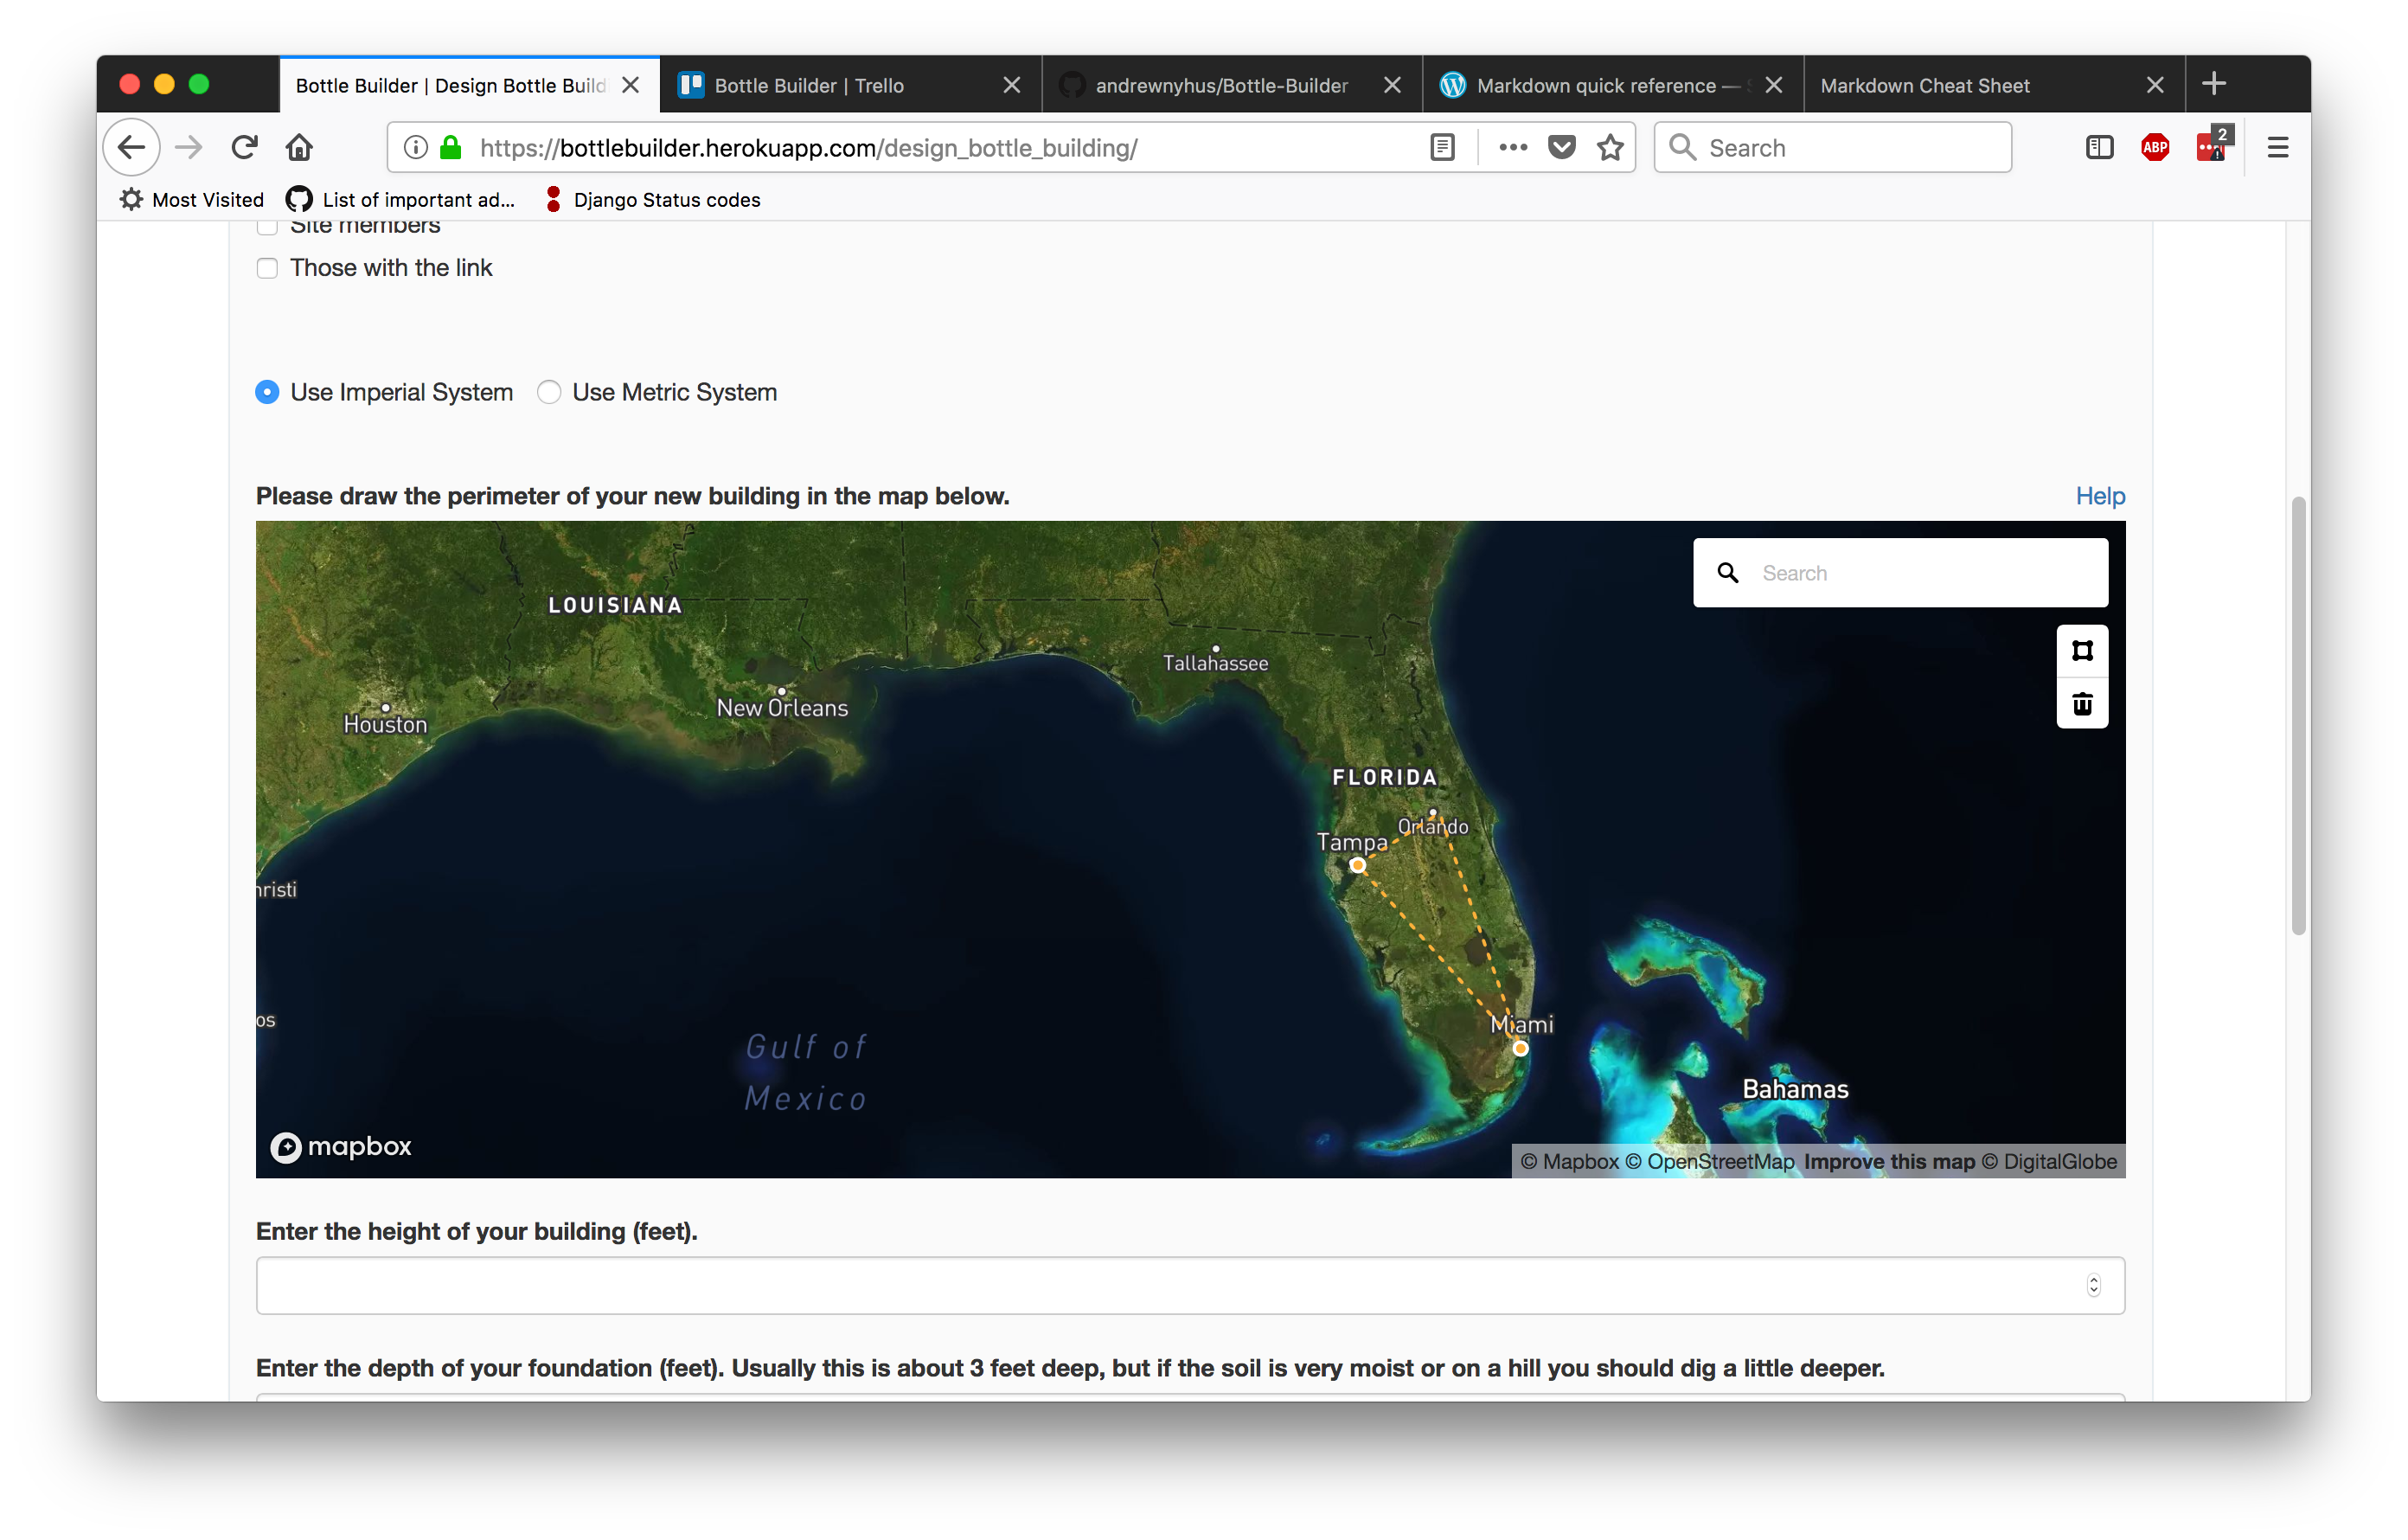 Bottle Builder | Design Bottle Build
Bottle Builder | Trello
andrewnyhus/Bottle-Builder
Markdown quick reference —
Markdown Cheat Sheet
https://bottlebuilder.herokuapp.com/design_bottle_building/
Search
ABP
2
Most Visited
List of important ad...
Django Status codes
Site members
Those with the link
Use Imperial System
Use Metric System
Please draw the perimeter of your new building in the map below.
Help
Search
LOUISIANA
Tallahassee
New Orleans
Houston
FLORIDA
Orlando
Tampa
hristi
os
Miami
Gulf of
Mexico
Bahamas
mapbox
© Mapbox © OpenStreetMap Improve this map © DigitalGlobe
Enter the height of your building (feet).
Enter the depth of your foundation (feet). Usually this is about 3 feet deep, but if the soil is very moist or on a hill you should dig a little deeper.